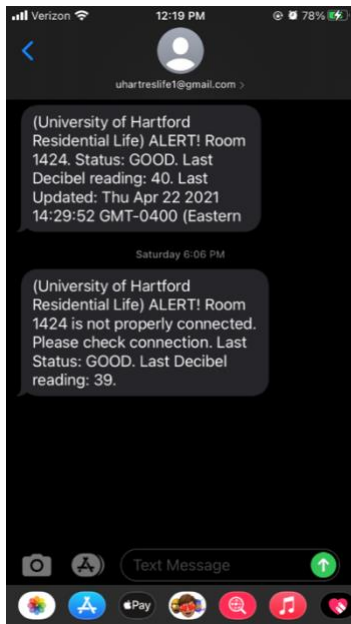 Verizon 12:19 PM 78%
uhartreslife1@gmail.com >
(University of Hartford
Residential Life) ALERT! Room
1424. Status: GOOD. Last
Decibel reading: 40. Last
Updated: Thu Apr 22 2021
14:29:52 GMT-0400 (Eastern
Saturday 6:06 PM
(University of Hartford
Residential Life) ALERT! Room
1424 is not properly connected.
Please check connection. Last
Status: GOOD. Last Decibel
reading: 39.
Text Message
Pay